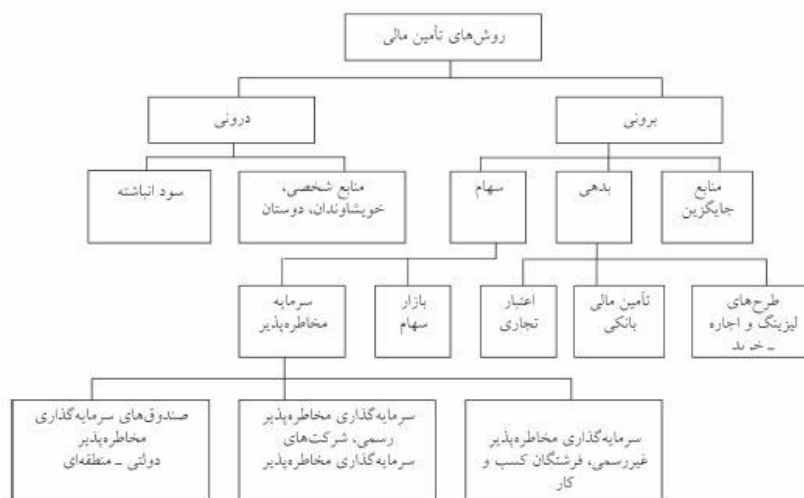 روش‌های تأمین مالی
برونی
درونی
منابع
جایگزین
بدهی
سهام
منابع شخصی،
خویشاوندان، دوستان
سود انباشته
طرح‌های
لیزینگ و اجاره
تأمین مالی
بانکی
اعتبار
تجاری
بازار
سهام
سرمایه
مخاطره‌پذیر
سرمایه‌گذاری مخاطره‌پذیر
غیررسمی، فرشتگان کسب و
کار
سرمایه‌گذاری مخاطره‌پذیر
رسمی، شرکت‌های
سرمایه‌گذاری مخاطره‌پذیر
صندوق‌های سرمایه‌گذاری
مخاطره‌پذیر
دولتی ـ منطقه‌ای